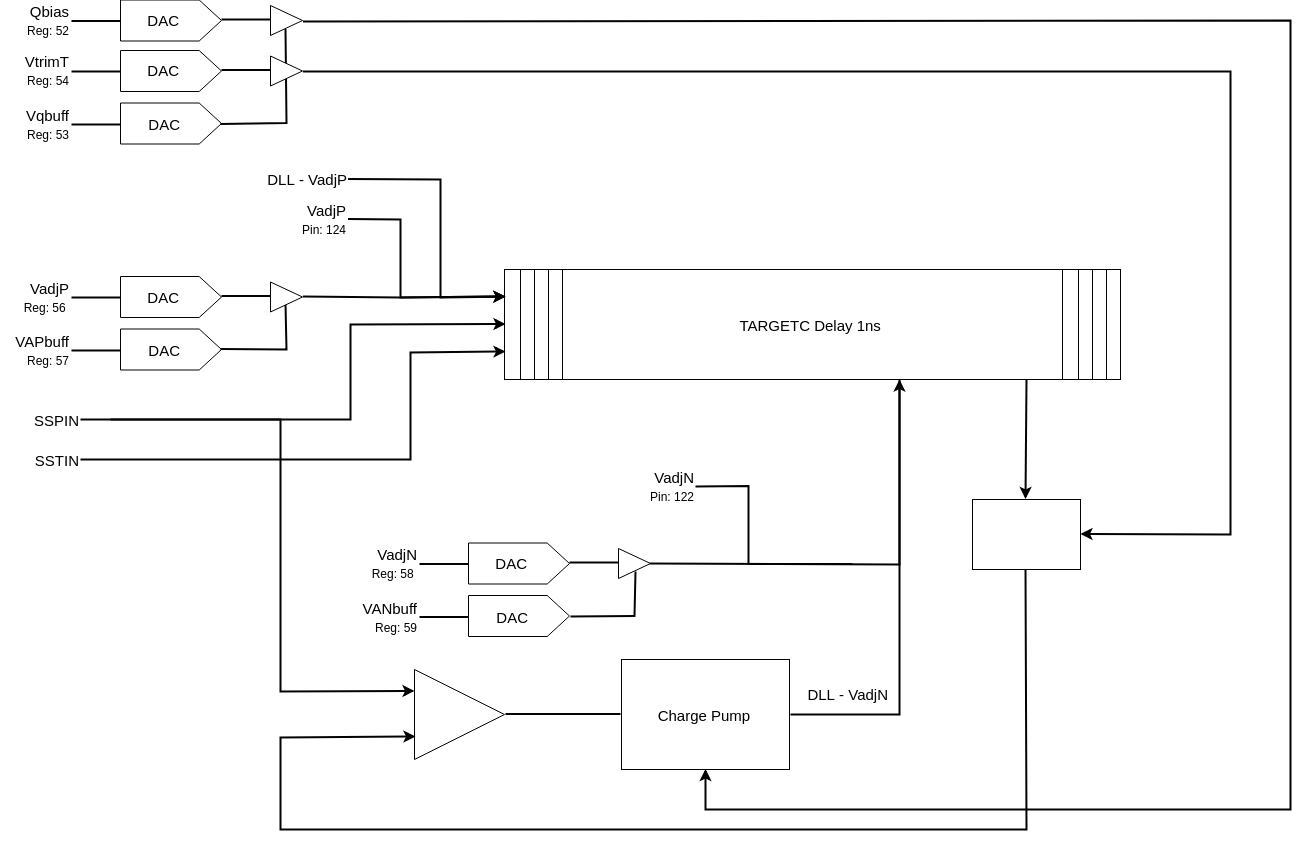 Qbias
Reg: 52
DAC
VtrimT
Reg: 54
DAC
Vqbuff
Reg: 53
DAC
DLL - VadjP
VadjP
Pin: 124
VadjP
Reg: 56
DAC
VAPbuff
Reg: 57
DAC
TARGETC Delay 1ns
SSPIN
SSTIN
VadjN
Pin: 122
VadjN
Reg: 58
DAC
VANbuff
Reg: 59
DAC
Charge Pump
DLL - VadjN